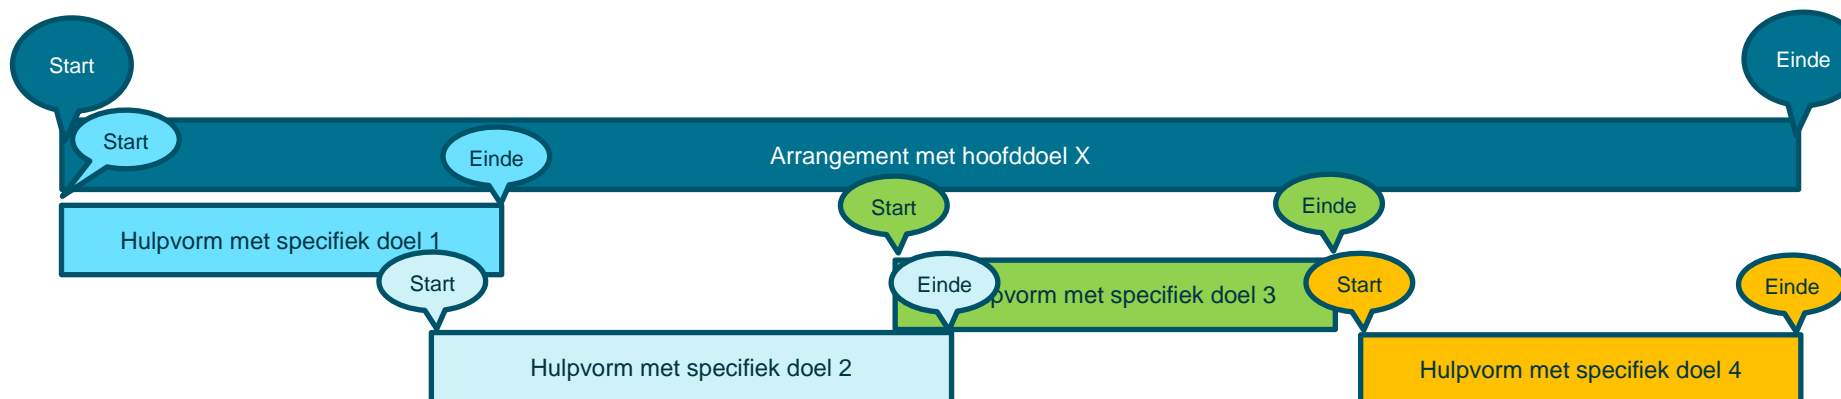 Start
Einde
Start
Einde
Arrangement met hoofddoel X
Start
Einde
Hulpvorm met specifiek doel 1
Start
Einde
pvorm met specifiek doel 3
Start
Einde
Hulpvorm met specifiek doel 2
Hulpvorm met specifiek doel 4